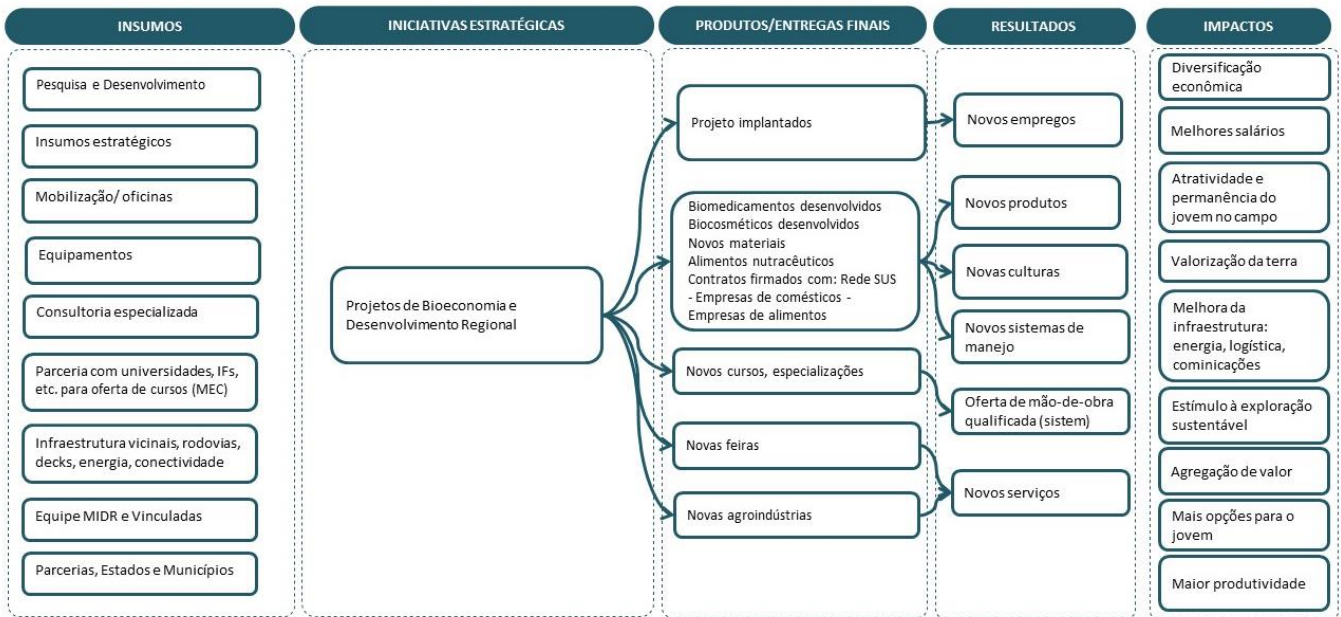 INSUMOS
Pesquisa e Desenvolvimento
Insumos estratégicos
Mobilização/ oficinas
Equipamentos
Consultoria especializada
Parceria com universidades, IFs,
etc. para oferta de cursos (MEC)
Infraestrutura vicinais, rodovias,
decks, energia, conectividade
Equipe MIDR e Vinculadas
Parcerias, Estados e Municípios
INICIATIVAS ESTRATÉGICAS
Projetos de Bioeconomia e
Desenvolvimento Regional
PRODUTOS/ENTREGAS FINAIS
Projeto implantados
Biomedicamentos desenvolvidos
Biocosméticos desenvolvidos
Novos materiais
Alimentos nutracêuticos
Contratos firmados com: Rede SUS
- Empresas de comésticos -
Empresas de alimentos
Novos cursos, especializações
Novas feiras
Novas agroindústrias
RESULTADOS
Novos empregos
Novos produtos
Novas culturas
Novos sistemas de
manejo
Oferta de mão-de-obra
qualificada (sistem)
Novos serviços
IMPACTOS
Diversificação
econômica
Melhores salários
Atratividade e
permanência do
jovem no campo
Valorização da terra
Melhora da
infraestrutura:
energia, logística,
cominicações
Estímulo à exploração
sustentável
Agregação de valor
Mais opções para o
jovem
Maior produtividade